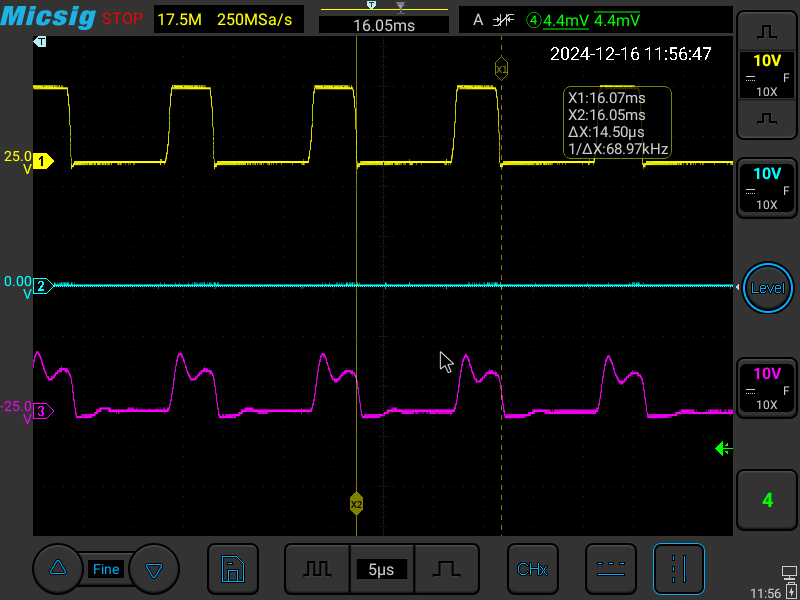 Micsig STOP 17.5M 250MSa/s T 16.05ms A 4 4.4mV 4.4mV
T
2024-12-16 11:56:47
X1
X1:16.07ms
X2:16.05ms
ΔX:14.50µs
1/ΔX:68.97kHz
10V
F
10X
25.0
V
1
10V
F
10X
0.00
V
2
Level
10V
F
10X
-25.0
V
3
X2
4
Fine
5µs
CHx
11:56